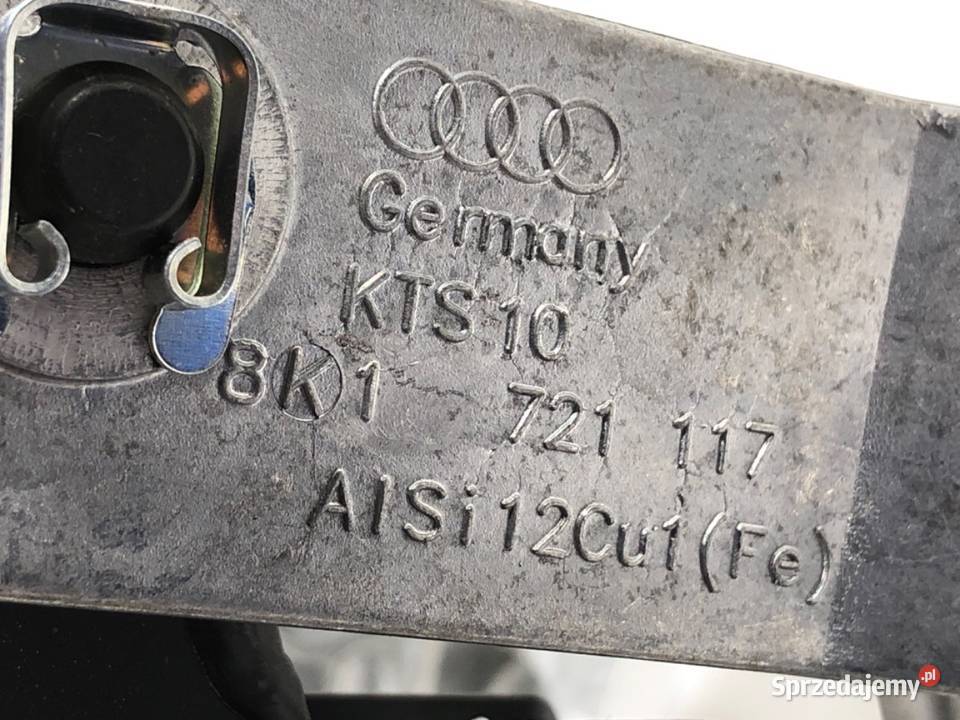 Germany
KTS 10
8K1 721 117
AlSi12Cu1(Fe)
Sprzedajemy.pl